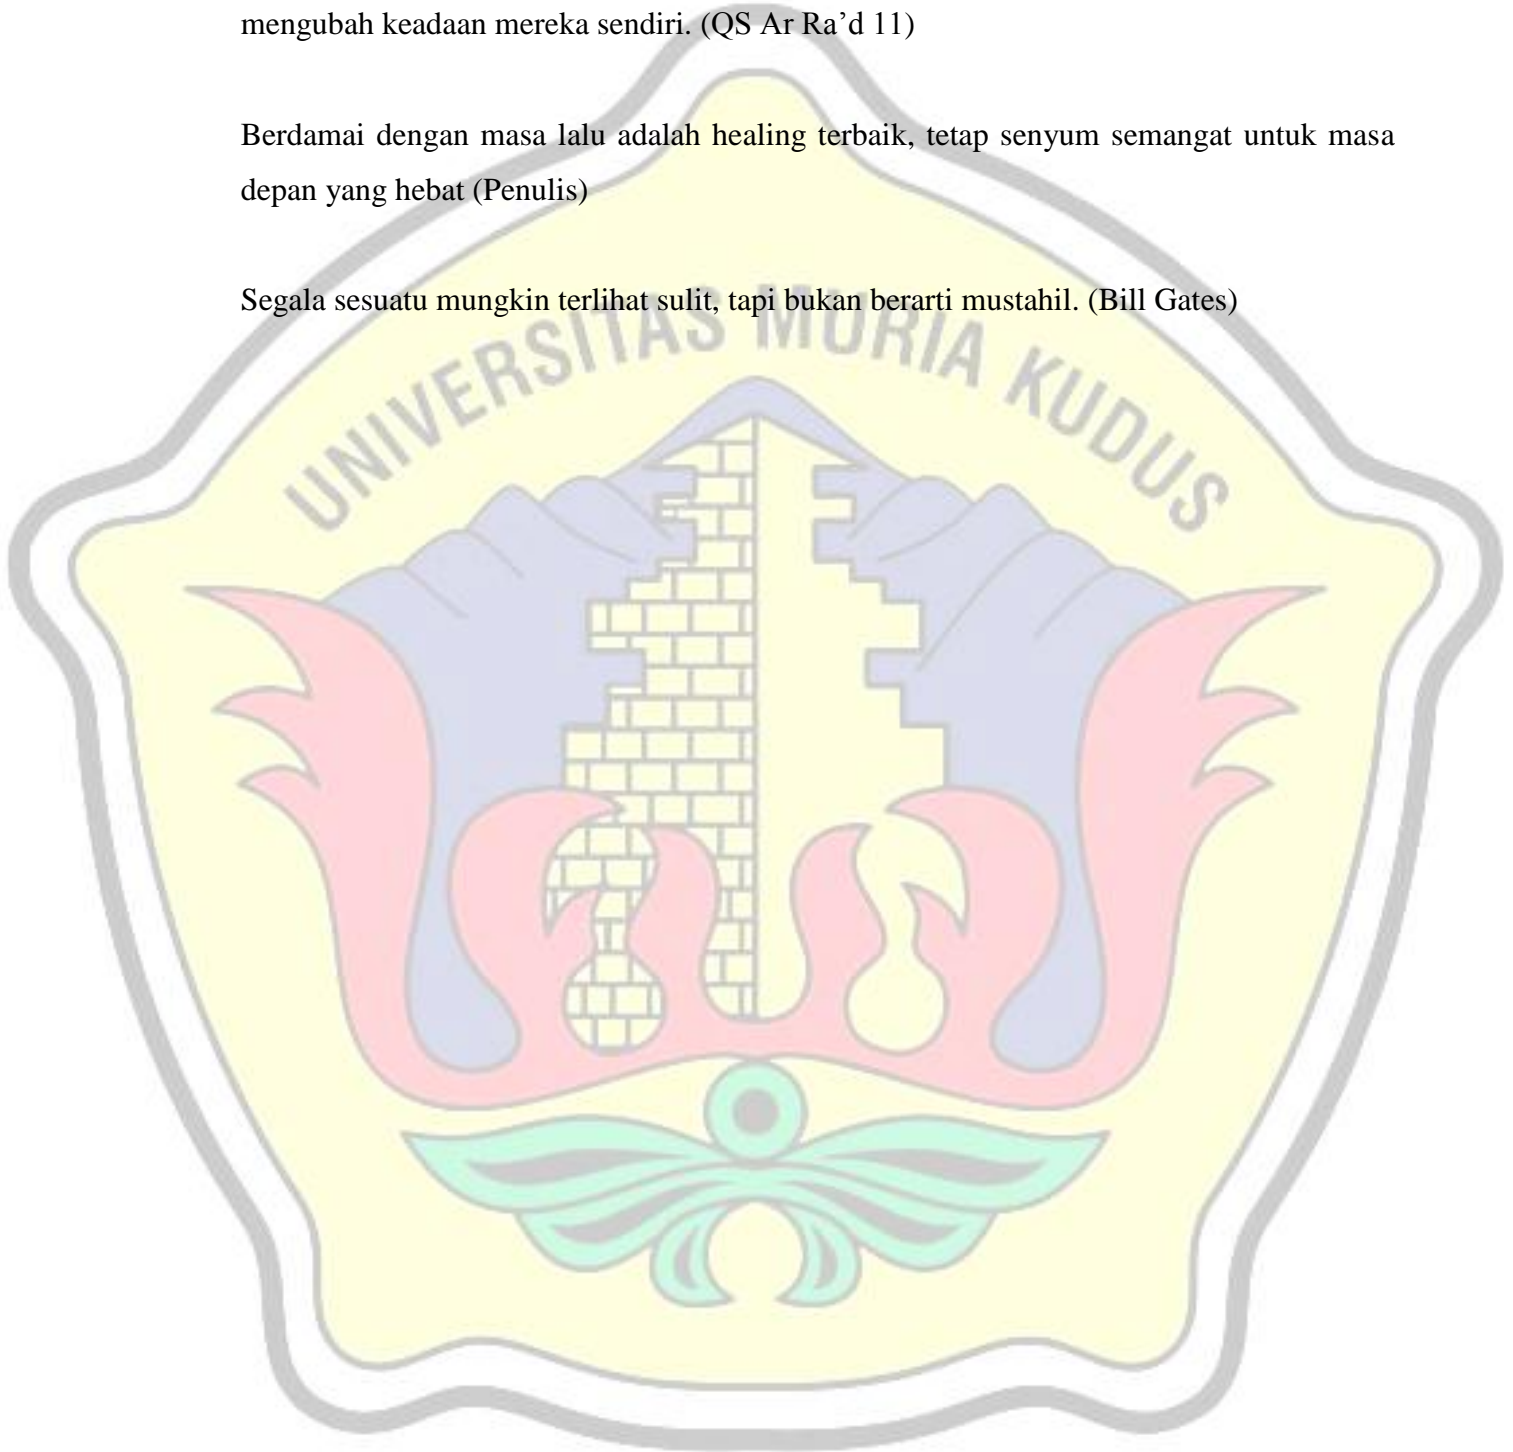 mengubah keadaan mereka sendiri. (QS Ar Ra’d 11)
Berdamai dengan masa lalu adalah healing terbaik, tetap senyum semangat untuk masa
depan yang hebat (Penulis)
Segala sesuatu mungkin terlihat sulit, tapi bukan berarti mustahil. (Bill Gates)
UNIVERSITAS MURIA KUDUS